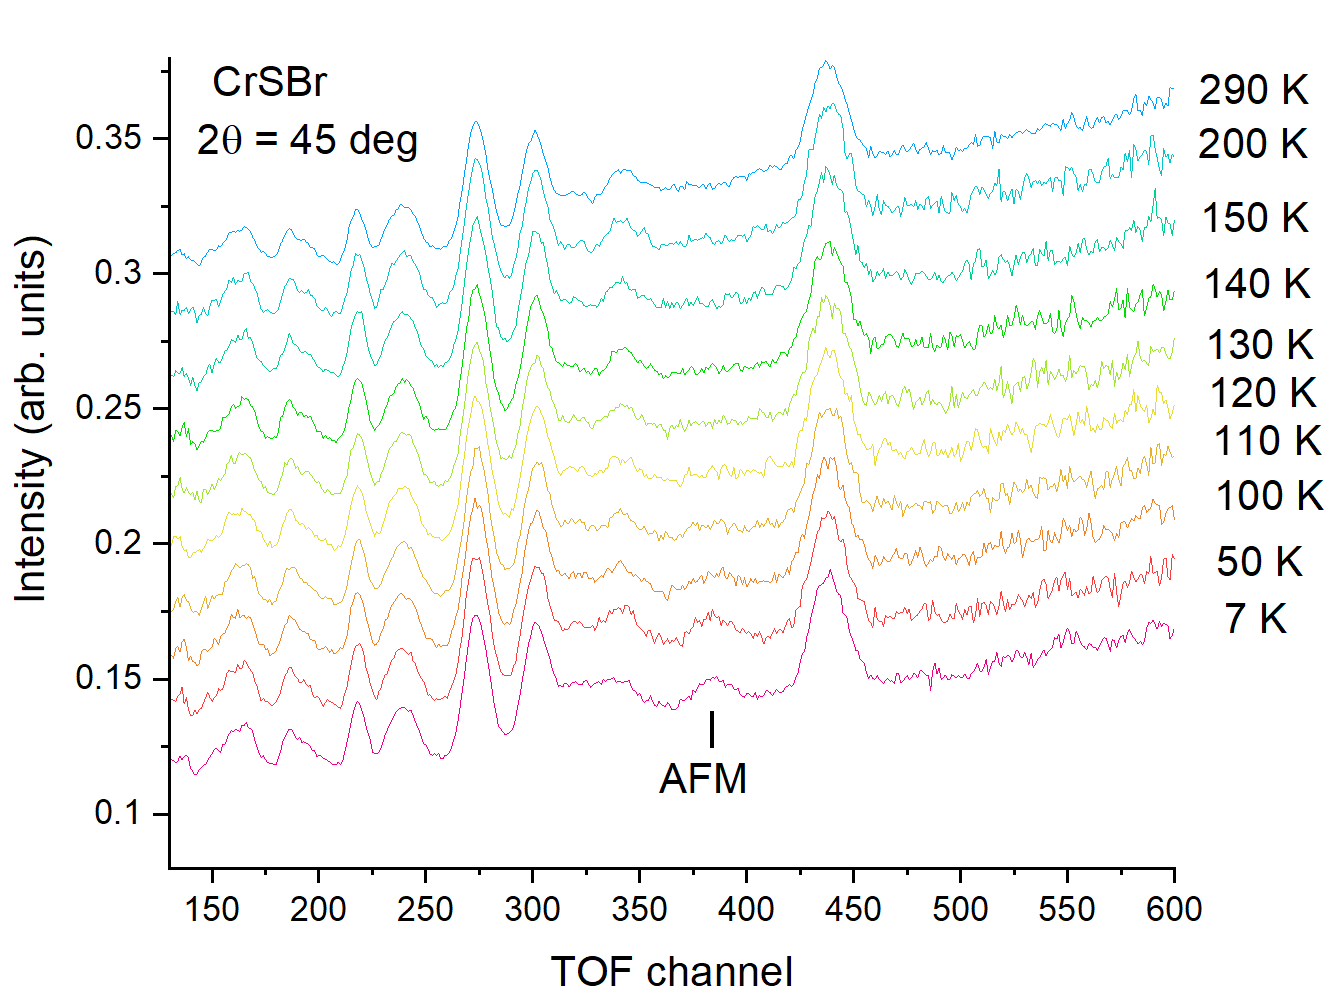 CrSBr
2θ = 45 deg
290 K
200 K
150 K
140 K
130 K
120 K
110 K
100 K
50 K
7 K
AFM
0.35
0.3
0.25
0.2
0.15
0.1
Intensity (arb. units)
150 200 250 300 350 400 450 500 550 600
TOF channel